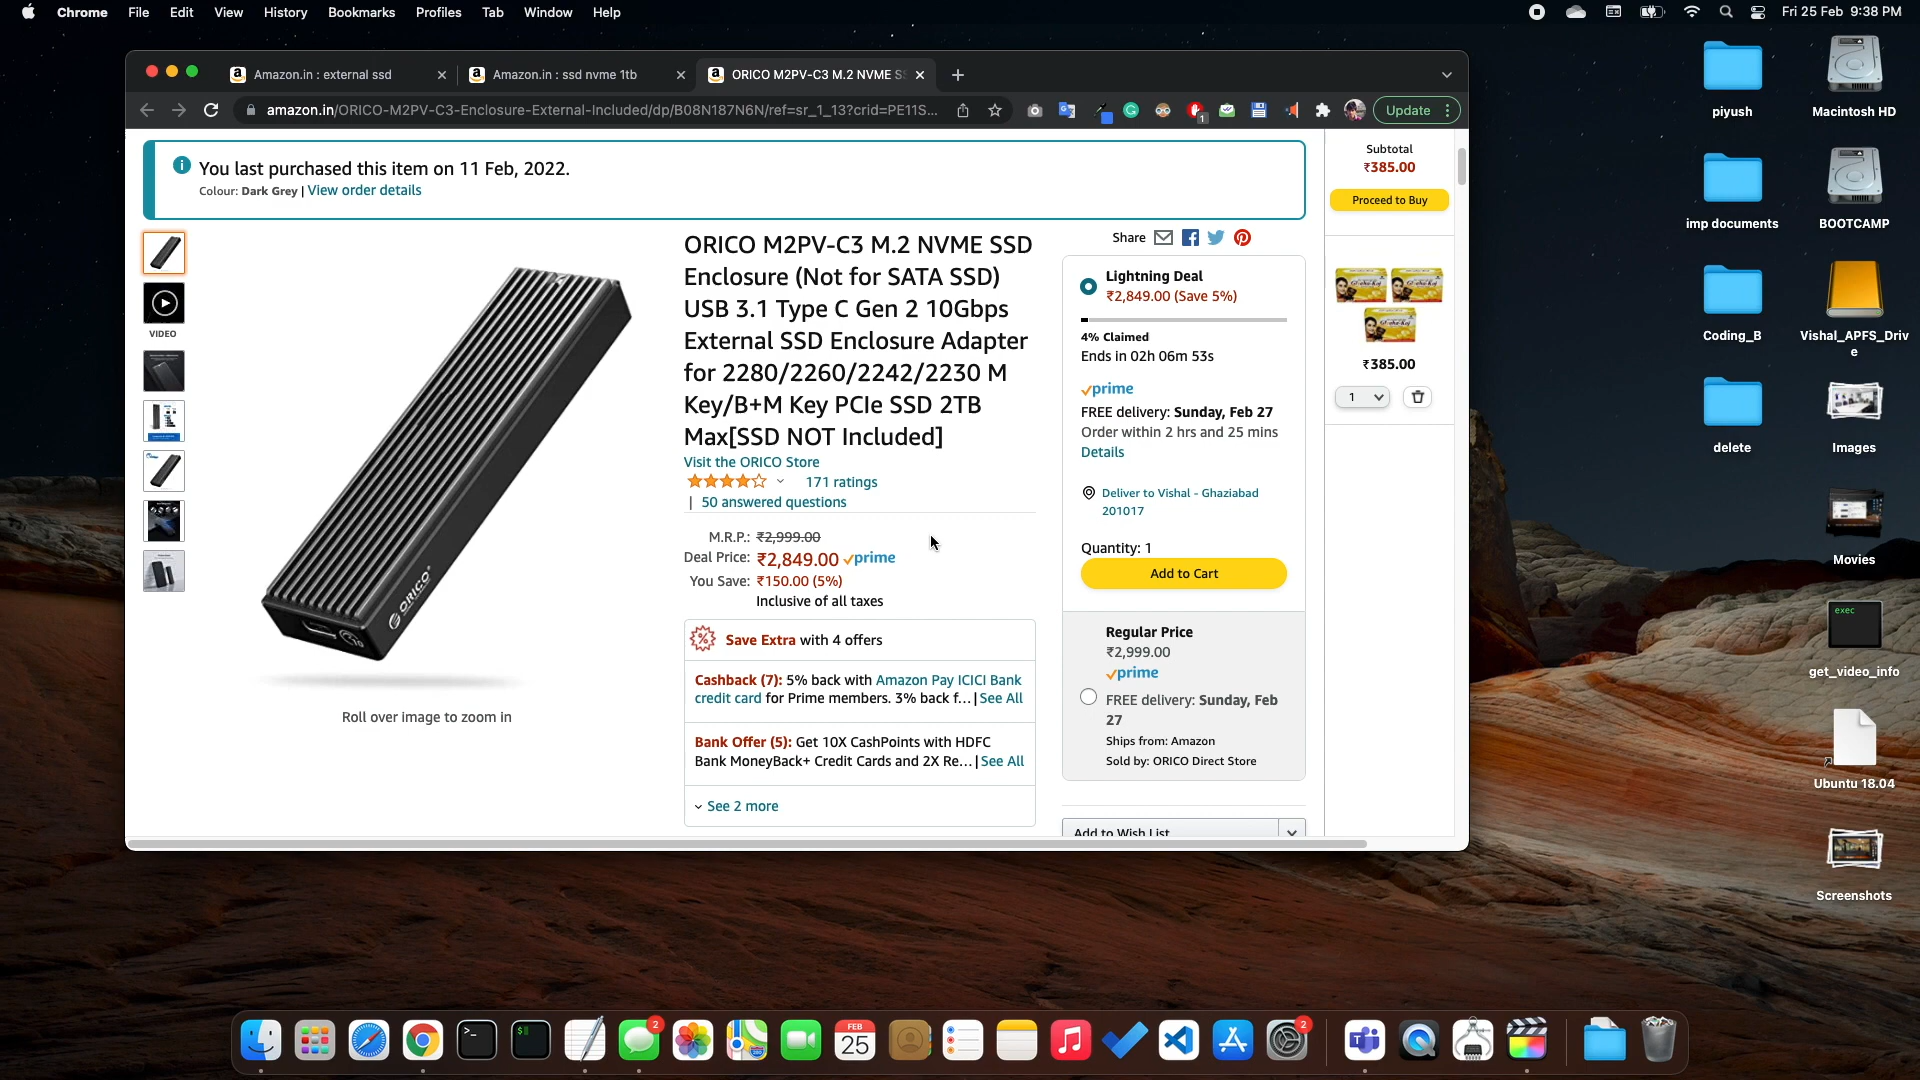 Chrome File Edit View History Bookmarks Profiles Tab Window Help
Fri 25 Feb 9:38 PM
Amazon.in : external ssd
Amazon.in : ssd nvme 1tb
ORICO M2PV-C3 M.2 NVME S
amazon.in/ORICO-M2PV-C3-Enclosure-External-Included/dp/B08N187N6N/ref=sr_1_13?crid=PE11S...
1
Update
You last purchased this item on 11 Feb, 2022.
Colour: Dark Grey | View order details
VIDEO
ORICO
10
Roll over image to zoom in
ORICO M2PV-C3 M.2 NVME SSD
Enclosure (Not for SATA SSD)
USB 3.1 Type C Gen 2 10Gbps
External SSD Enclosure Adapter
for 2280/2260/2242/2230 M
Key/B+M Key PCIe SSD 2TB
Max[SSD NOT Included]
Visit the ORICO Store
171 ratings
| 50 answered questions
M.R.P.: ₹2,999.00
Deal Price: ₹2,849.00 prime
You Save: ₹150.00 (5%)
Inclusive of all taxes
Save Extra with 4 offers
Cashback (7): 5% back with Amazon Pay ICICI Bank
credit card for Prime members. 3% back f... | See All
Bank Offer (5): Get 10X CashPoints with HDFC
Bank MoneyBack+ Credit Cards and 2X Re... | See All
See 2 more
Share
Lightning Deal
₹2,849.00 (Save 5%)
4% Claimed
Ends in 02h 06m 53s
prime
FREE delivery: Sunday, Feb 27
Order within 2 hrs and 25 mins
Details
Deliver to Vishal - Ghaziabad
201017
Quantity: 1
Add to Cart
Regular Price
₹2,999.00
prime
FREE delivery: Sunday, Feb
27
Ships from: Amazon
Sold by: ORICO Direct Store
Add to Wish List
Subtotal
₹385.00
Proceed to Buy
₹385.00
1
piyush
Macintosh HD
imp documents
BOOTCAMP
Coding_B
Vishal_APFS_Driv
e
delete
Images
Movies
exec
get_video_info
Ubuntu 18.04
Screenshots
>_
$
2
FEB
25
2